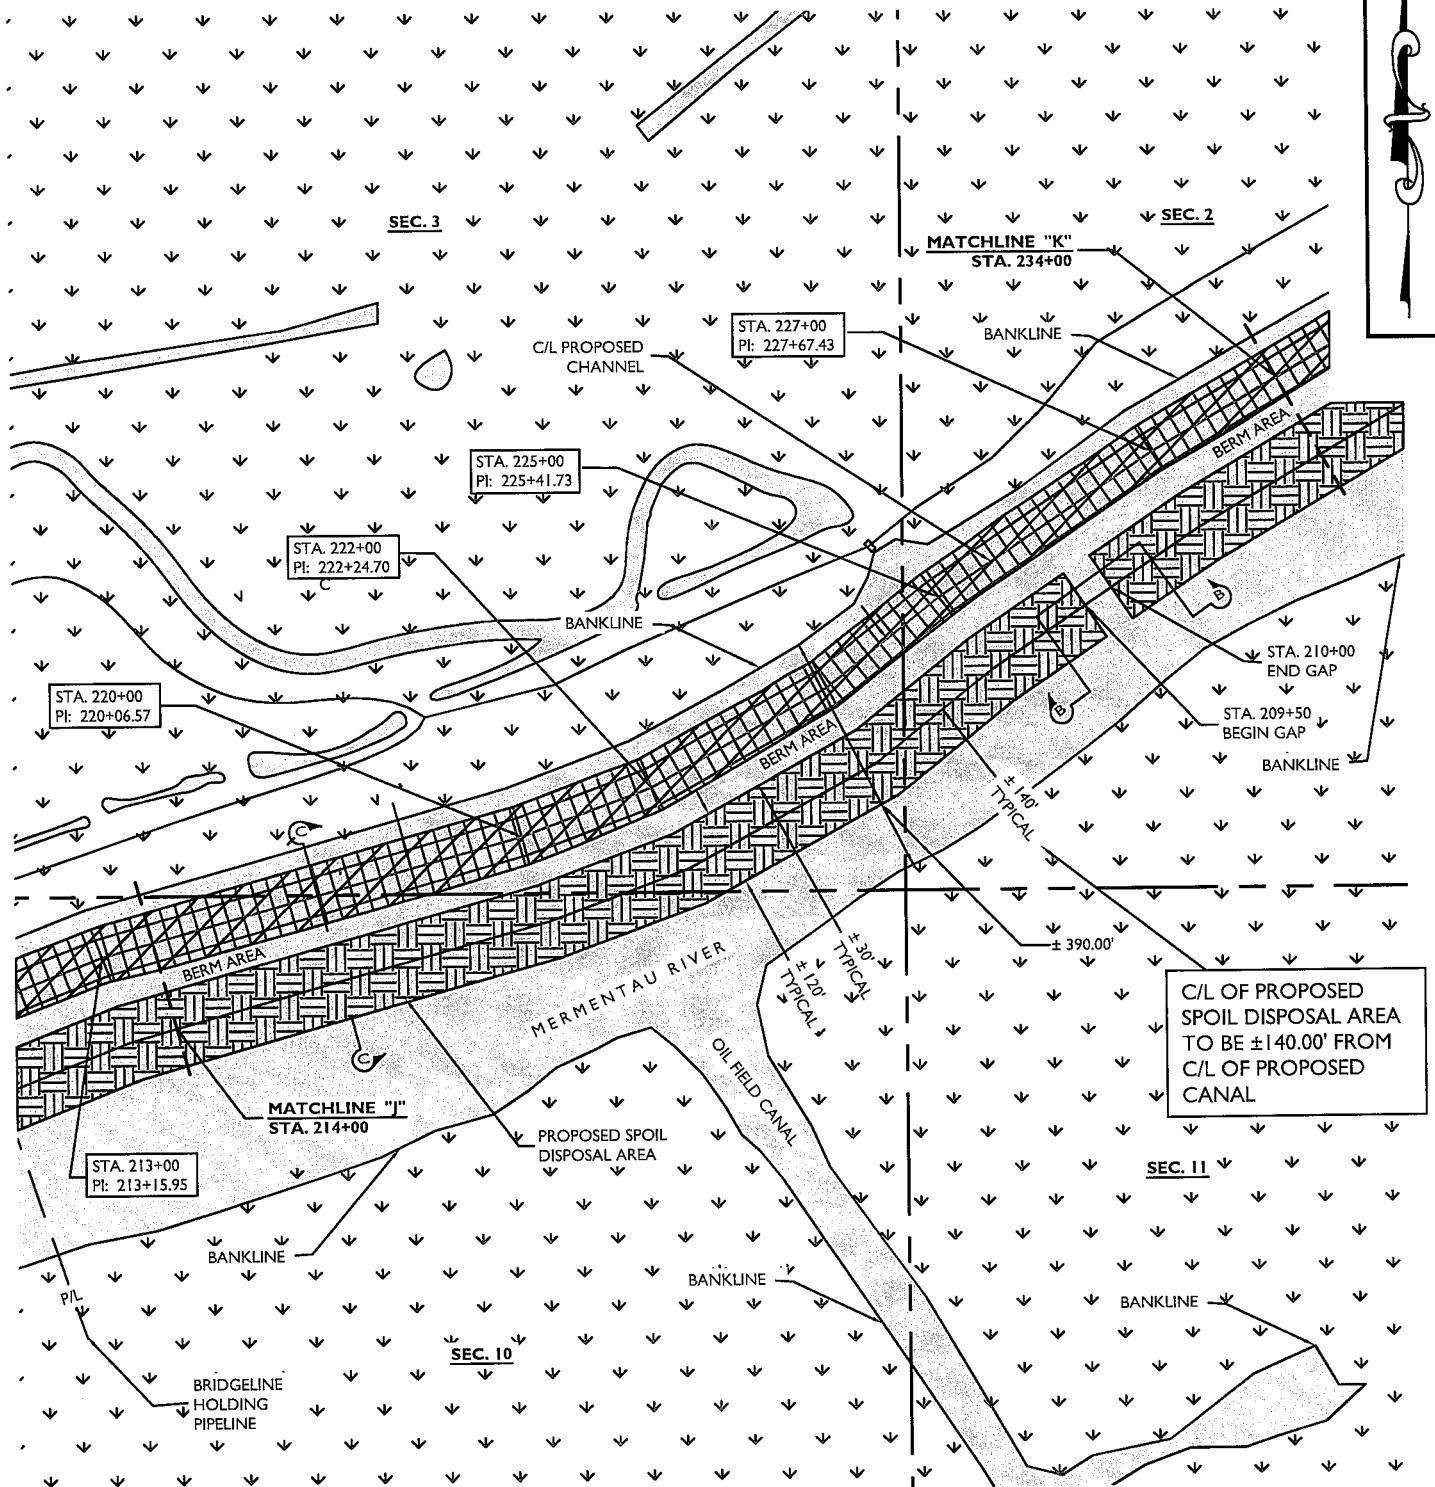 SEC. 3
SEC. 2
MATCHLINE "K"
STA. 234+00
STA. 227+00
PI: 227+67.43
BANKLINE
C/L PROPOSED
CHANNEL
BERM AREA
STA. 225+00
PI: 225+41.73
STA. 222+00
PI: 222+24.70
C
BANKLINE
B
STA. 210+00
END GAP
STA. 220+00
PI: 220+06.57
B
STA. 209+50
BEGIN GAP
BERM AREA
BANKLINE
± 140'
TYPICAL
C
± 390.00'
BERM AREA
± 30'
TYPICAL
± 120'
TYPICAL
MERMENTAU RIVER
C/L OF PROPOSED
SPOIL DISPOSAL AREA
TO BE ±140.00' FROM
C/L OF PROPOSED
CANAL
OIL FIELD CANAL
C
MATCHLINE "J"
STA. 214+00
PROPOSED SPOIL
DISPOSAL AREA
STA. 213+00
PI: 213+15.95
SEC. 11
BANKLINE
BANKLINE
P/L
BANKLINE
SEC. 10
BRIDGELINE
HOLDING
PIPELINE